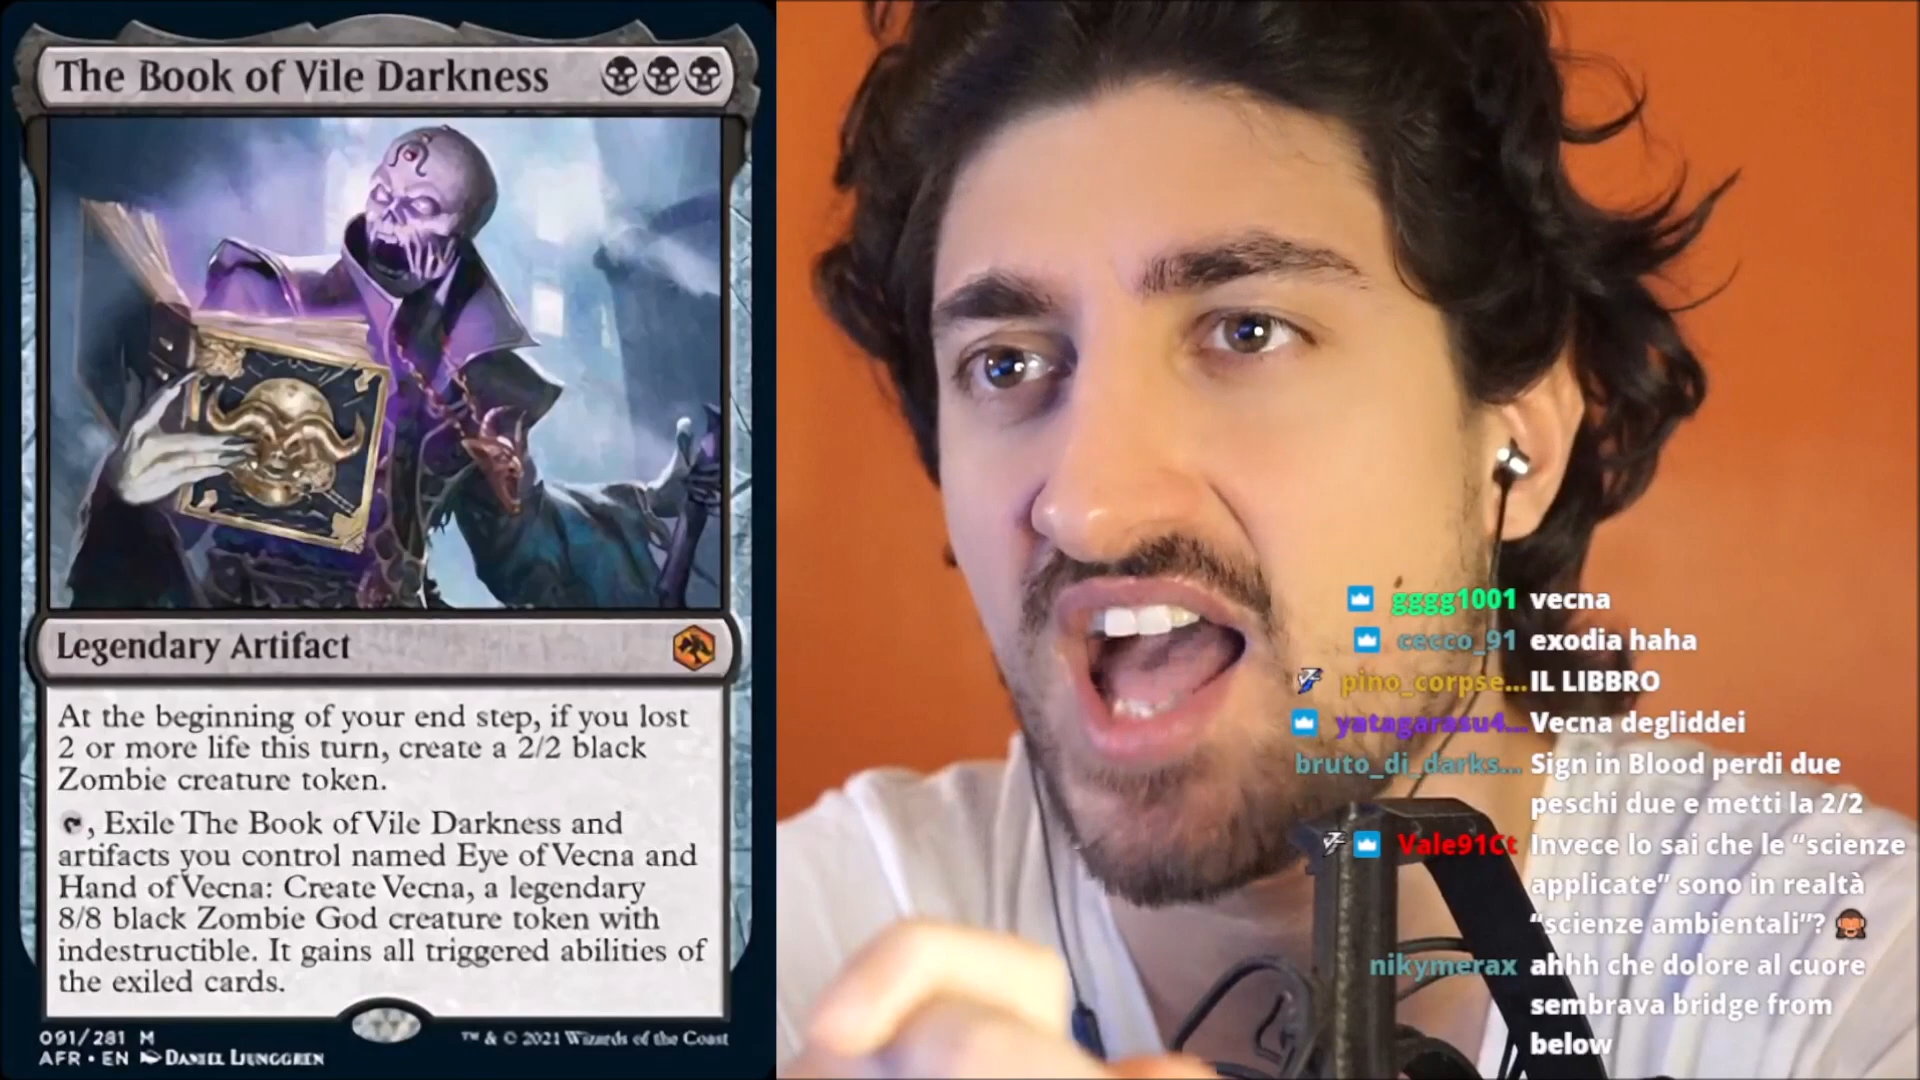 The Book of Vile Darkness
Legendary Artifact
At the beginning of your end step, if you lost
2 or more life this turn, create a 2/2 black
Zombie creature token.
, Exile The Book of Vile Darkness and
artifacts you control named Eye of Vecna and
Hand of Vecna: Create Vecna, a legendary
8/8 black Zombie God creature token with
indestructible. It gains all triggered abilities of
the exiled cards.
091/281 M
AFR • EN DANIEL LJUNGGREN
™ & © 2021 Wizards of the Coast
gggg1001 vecna
cecco_91 exodia haha
pino_corpse... IL LIBBRO
yatagarasu4... Vecna degliddei
bruto_di_darks... Sign in Blood perdi due
peschi due e metti la 2/2
Vale91Ct Invece lo sai che le “scienze
applicate” sono in realtà
“scienze ambientali”?
nikymerax ahhh che dolore al cuore
sembrava bridge from
below